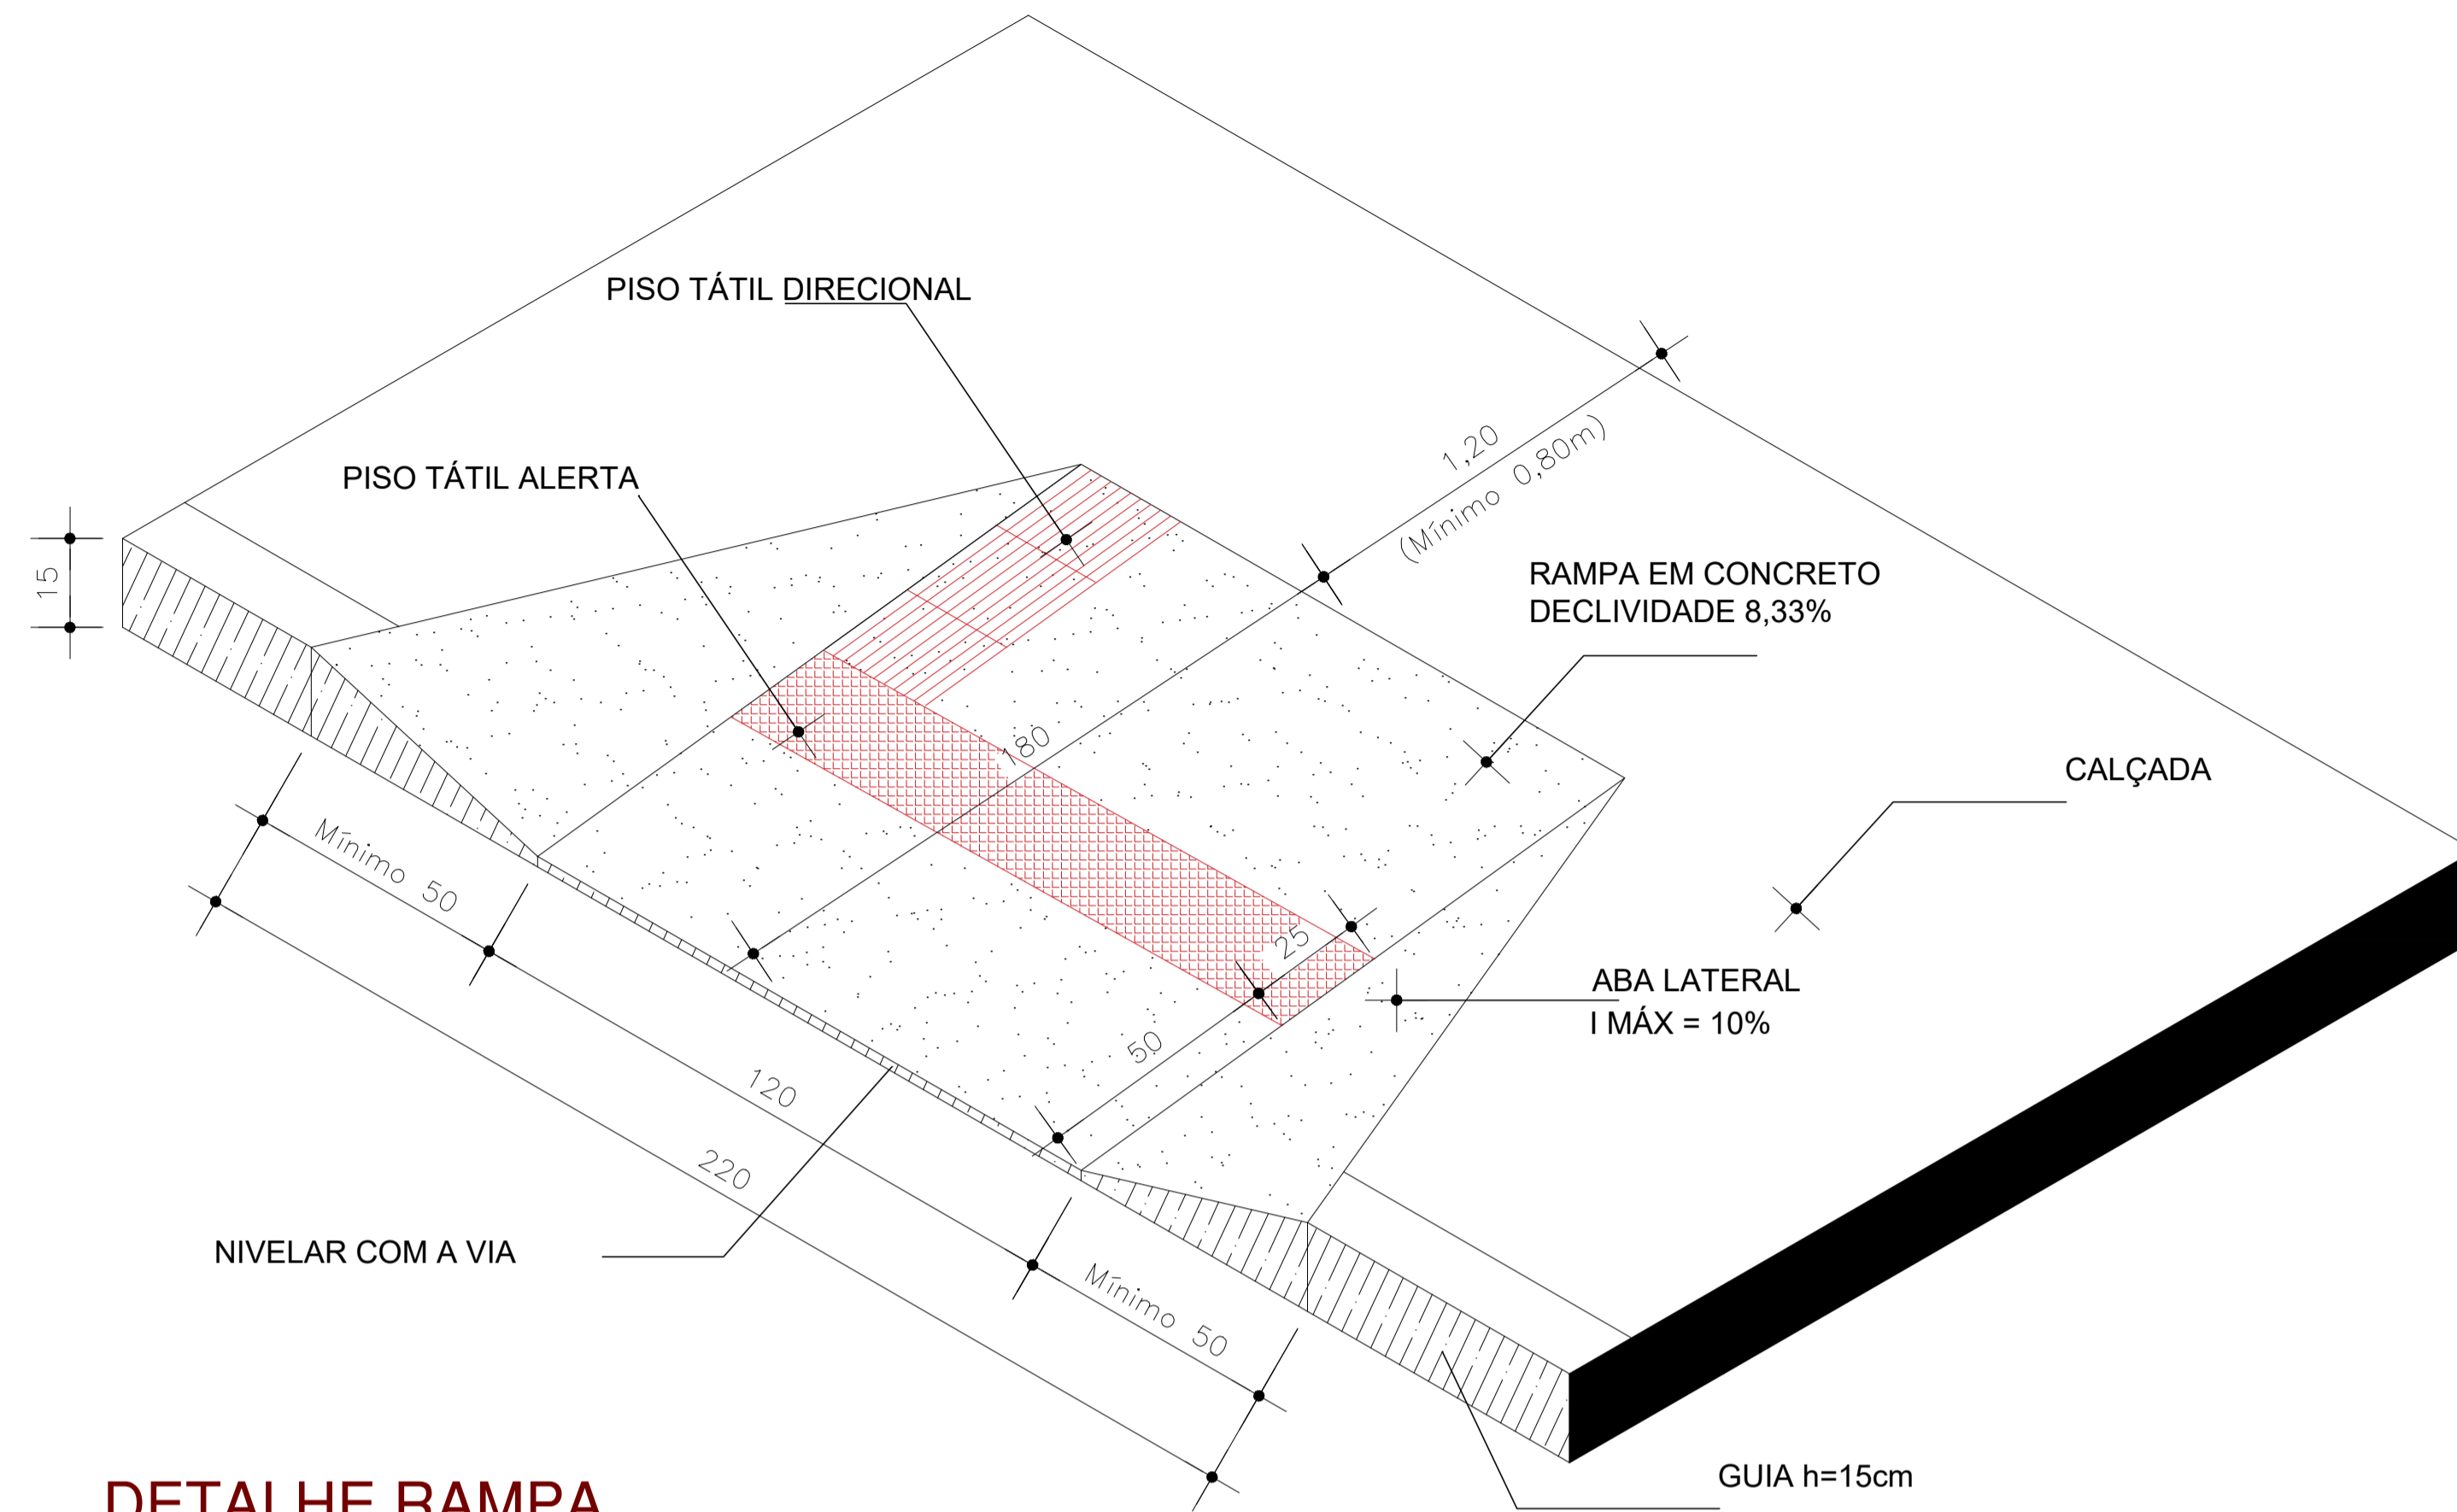 PISO TÁTIL DIRECIONAL
1,20
(Mínimo 0,80m)
PISO TÁTIL ALERTA
15
RAMPA EM CONCRETO
DECLIVIDADE 8,33%
180
CALÇADA
Mínimo 50
25
ABA LATERAL
I MÁX = 10%
50
120
220
NIVELAR COM A VIA
Mínimo 50
GUIA h=15cm
DETALHE RAMPA